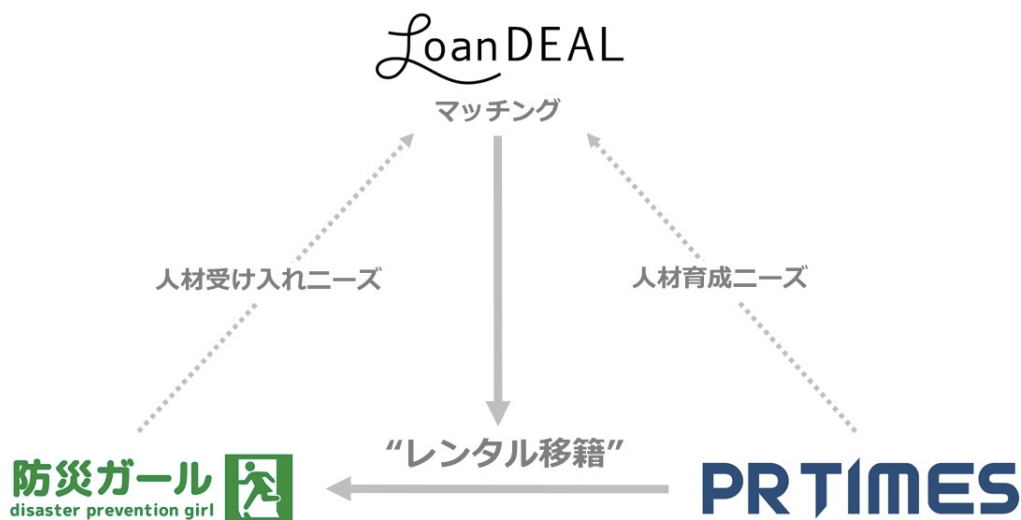 LoanDEAL
マッチング
人材受け入れニーズ
人材育成ニーズ
“レンタル移籍”
防災ガール
disaster prevention girl
PR TIMES